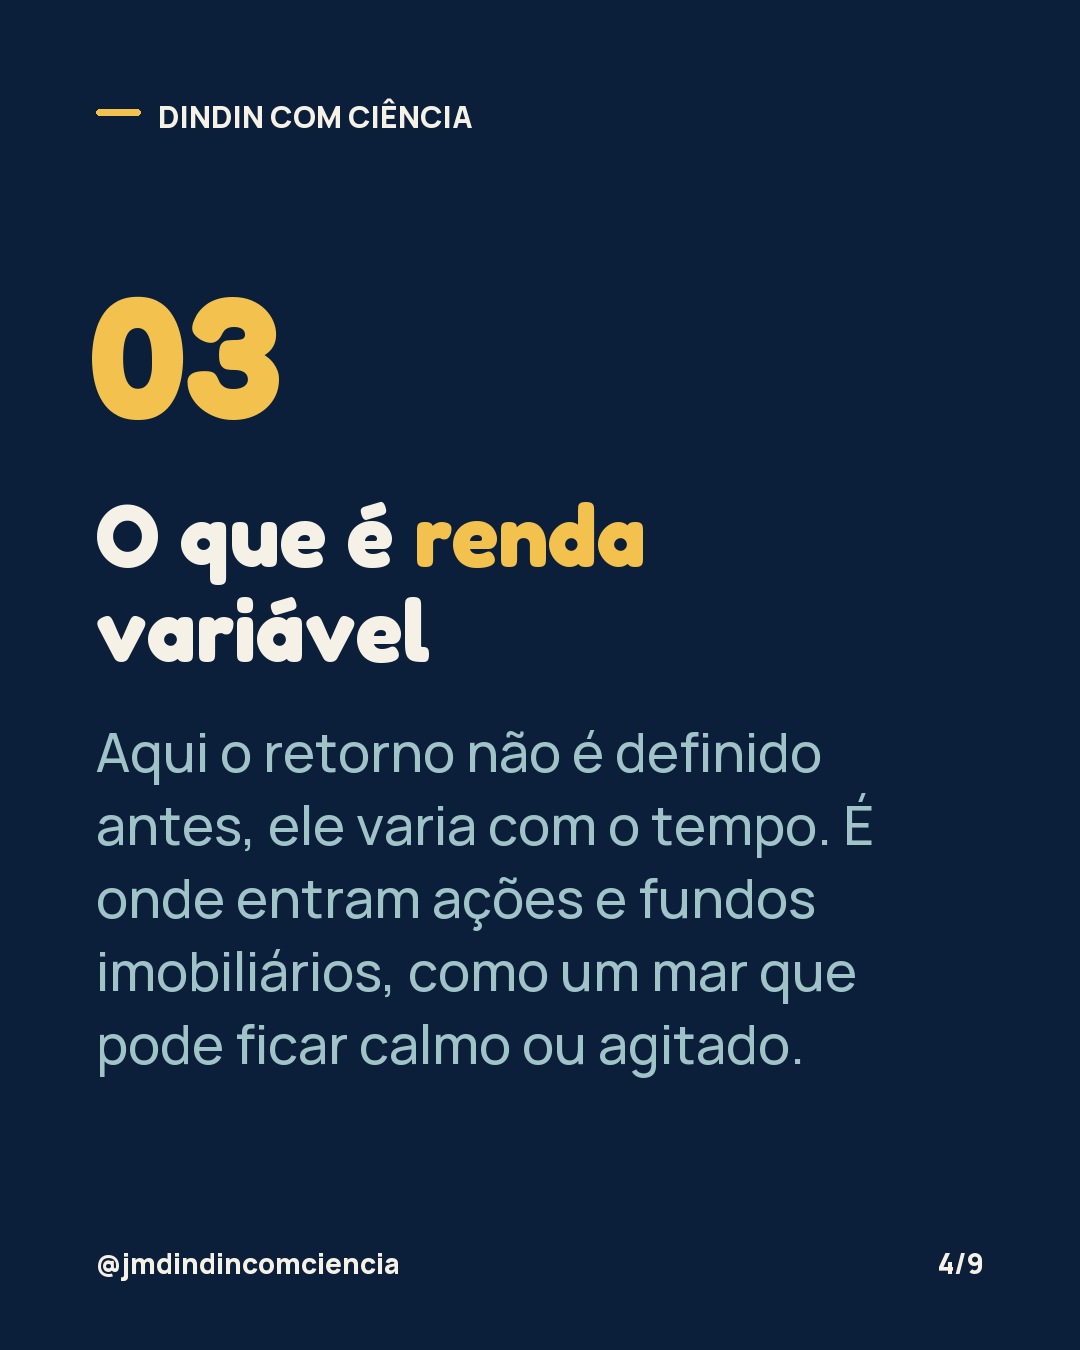 DINDIN COM CIÊNCIA
03
O que é renda
variável
Aqui o retorno não é definido
antes, ele varia com o tempo. É
onde entram ações e fundos
imobiliários, como um mar que
pode ficar calmo ou agitado.
@jmdindincomciencia
4/9